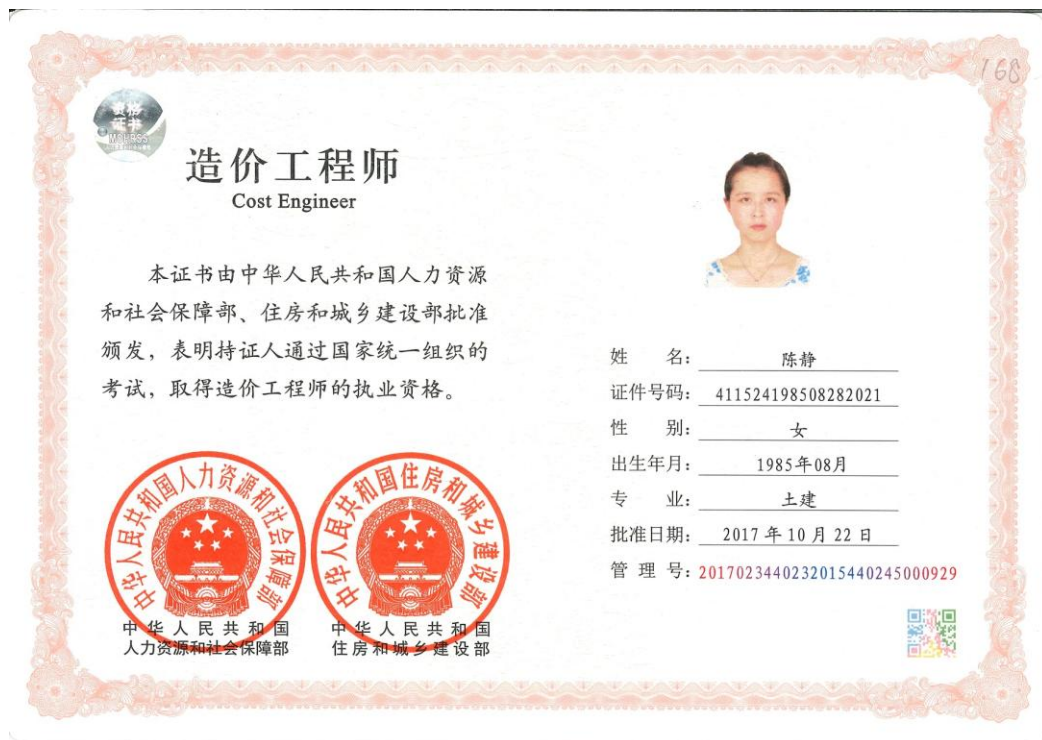 168
资格
证书
MOHRSS
造价工程师
Cost Engineer
本证书由中华人民共和国人力资源
和社会保障部、住房和城乡建设部批准
颁发，表明持证人通过国家统一组织的
考试，取得造价工程师的执业资格。
中华人民共和国人力资源和社会保障部
中华人民共和国住房和城乡建设部
中华人民共和国
人力资源和社会保障部
中华人民共和国
住房和城乡建设部
姓 名： 陈静
证件号码： 411524198508282021
性 别： 女
出生年月： 1985年08月
专 业： 土建
批准日期： 2017 年 10 月 22 日
管 理 号：2017023440232015440245000929